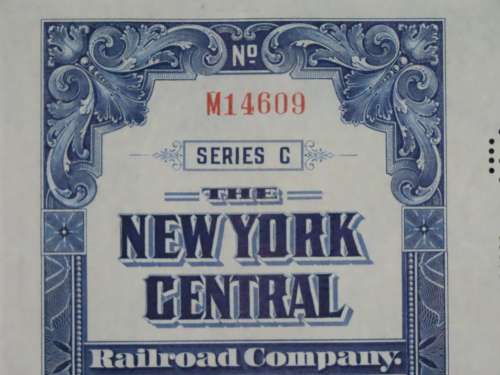 Nº
M14609
SERIES C
THE
NEW YORK
CENTRAL
Railroad Company.